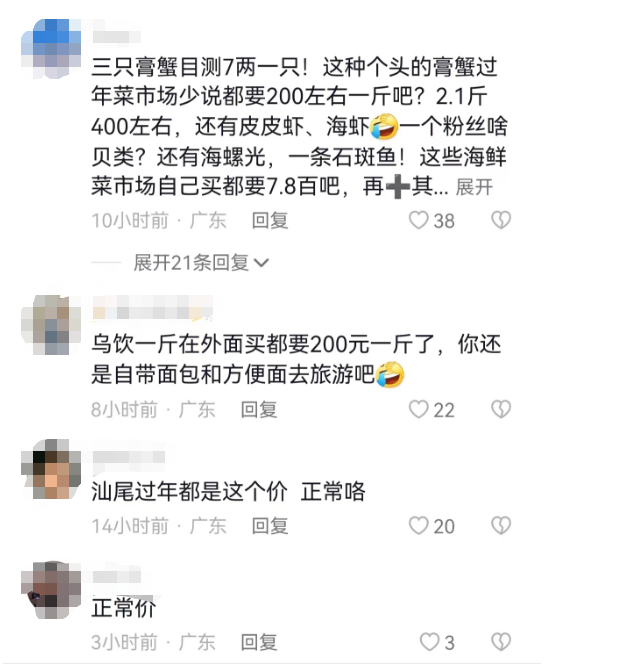 三只膏蟹目测7两一只！这种个头的膏蟹过
年菜市场少说都要200左右一斤吧？2.1斤
400左右，还有皮皮虾、海虾🤣一个粉丝啥
贝类？还有海螺光，一条石斑鱼！这些海鲜
菜市场自己买都要7.8百吧，再➕其... 展开
10小时前 · 广东 回复 38
展开21条回复
乌饮一斤在外面买都要200元一斤了，你还
是自带面包和方便面去旅游吧🤣
8小时前 · 广东 回复 22
汕尾过年都是这个价 正常咯
14小时前 · 广东 回复 20
正常价
3小时前 · 广东 回复 3